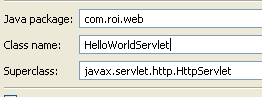 Java package: com.roi.web
Class name: HelloWorldServlet
Superclass: javax.servlet.http.HttpServlet